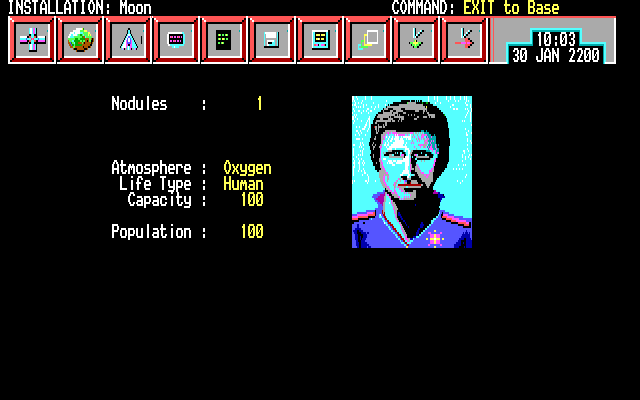 INSTALLATION: Moon COMMAND: EXIT to Base
10:03
30 JAN 2200
Nodules : 1
Atmosphere : Oxygen
Life Type : Human
Capacity : 100
Population : 100